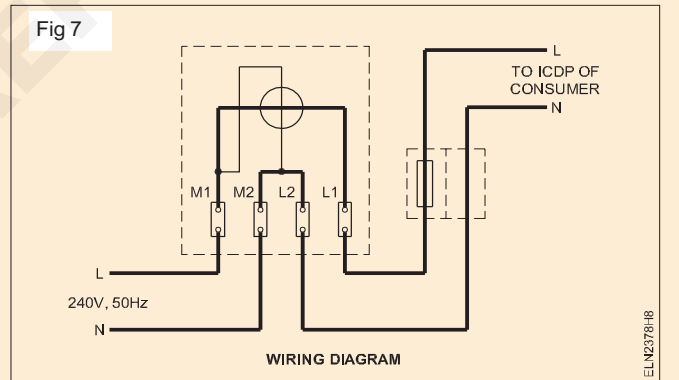 Fig 7
L
TO ICDP OF
CONSUMER
N
M1 M2 L2 L1
L
240V, 50Hz
N
WIRING DIAGRAM
ELN2378H8